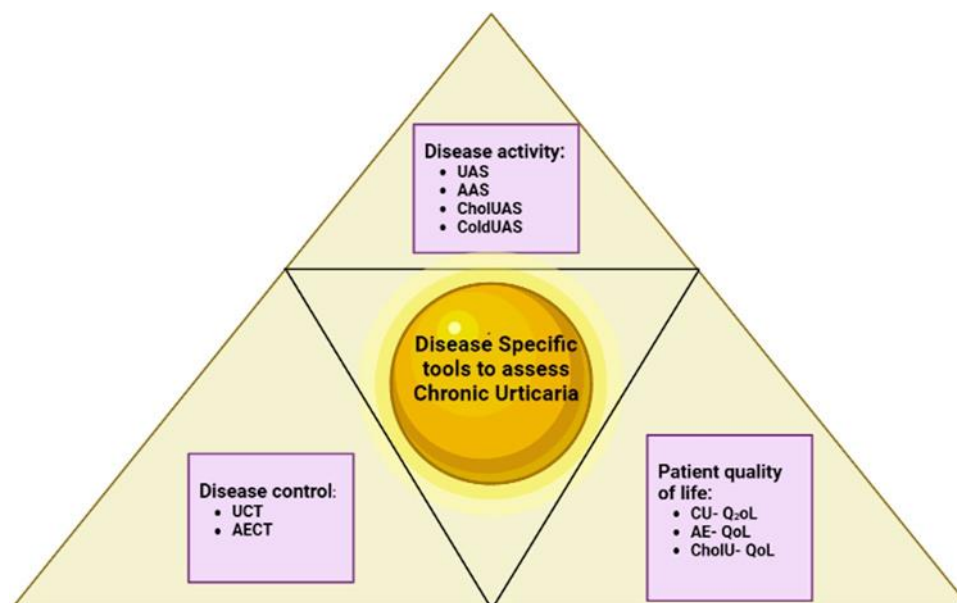 Disease activity:
• UAS
• AAS
• CholUAS
• ColdUAS
Disease Specific
tools to assess
Chronic Urticaria
Disease control:
• UCT
• AECT
Patient quality
of life:
• CU- Q₂oL
• AE- QoL
• CholU- QoL